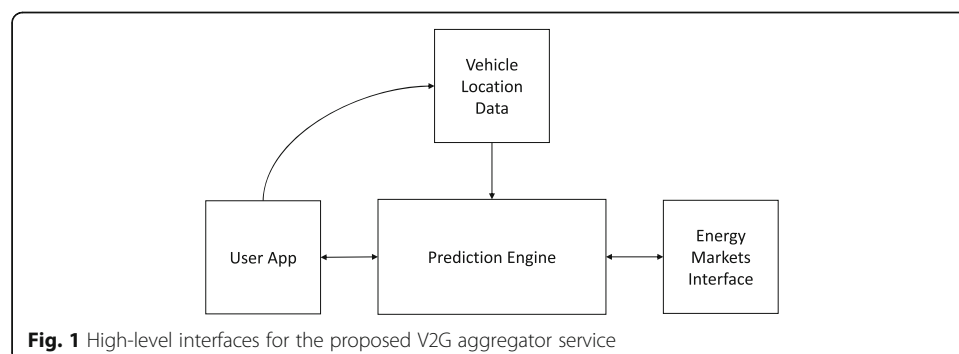 Vehicle
Location
Data
User App
Prediction Engine
Energy
Markets
Interface
Fig. 1 High-level interfaces for the proposed V2G aggregator service